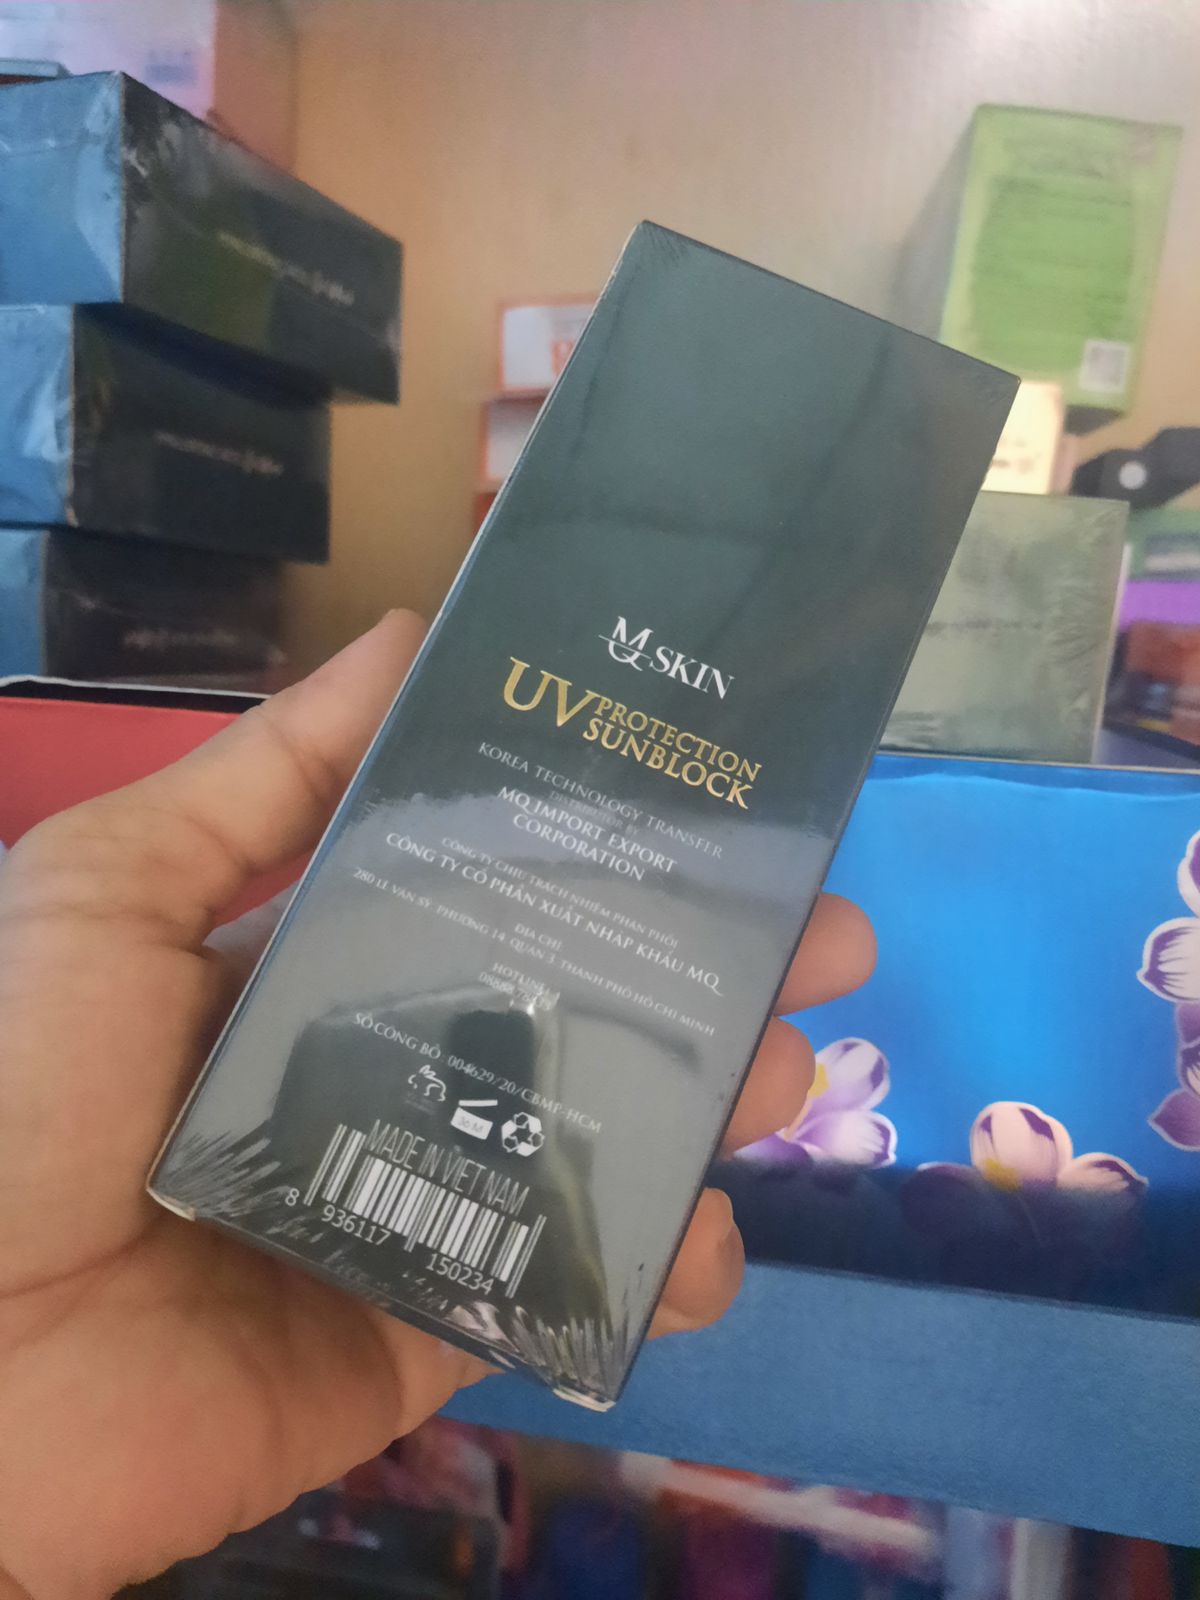 MQ SKIN
UV PROTECTION
SUNBLOCK
KOREA TECHNOLOGY TRANSFER
DISTRIBUTOR BY
MQ IMPORT EXPORT
CORPORATION
CÔNG TY CHỊU TRÁCH NHIỆM PHÂN PHỐI
CÔNG TY CỔ PHẦN XUẤT NHẬP KHẨU MQ
ĐỊA CHỈ
280 LÊ VĂN SỸ, PHƯỜNG 14, QUẬN 3, THÀNH PHỐ HỒ CHÍ MINH
HOTLINE
SỐ CÔNG BỐ : 004629/20/CBMP-HCM
36 M
MADE IN VIET NAM
8 936117 150234